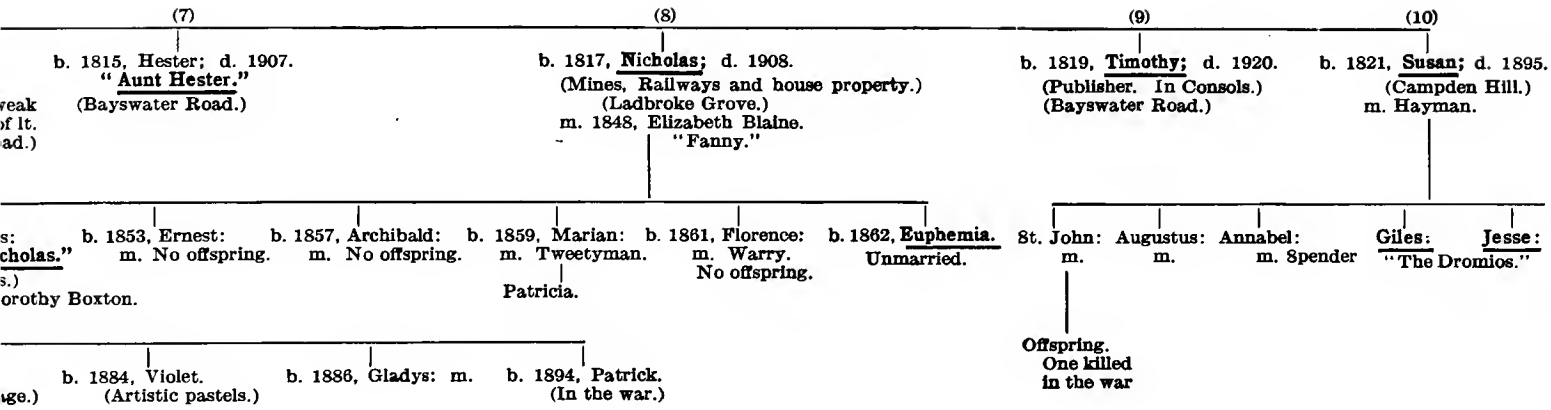 (7) (8) (9) (10)
b. 1815, Hester; d. 1907. b. 1817, Nicholas; d. 1908. b. 1819, Timothy; d. 1920. b. 1821, Susan; d. 1895.
"Aunt Hester." (Mines, Railways and house property.) (Publisher. In Consols.) (Campden Hill.)
(Bayswater Road.) (Ladbroke Grove.) (Bayswater Road.) m. Hayman.
of It. m. 1848, Elizabeth Blaine.
"Fanny."
b. 1853, Ernest: b. 1857, Archibald: b. 1859, Marian: b. 1861, Florence: b. 1862, Euphemia. St. John: Augustus: Annabel: Giles: Jesse:
m. No offspring. m. No offspring. m. Tweetyman. m. Warry. Unmarried. m. m. m. Spender "The Dromios."
No offspring.
Patricia.
Boxton.
Offspring.
One killed
in the war
b. 1884, Violet. b. 1886, Gladys: m. b. 1894, Patrick.
(Artistic pastels.) (In the war.)